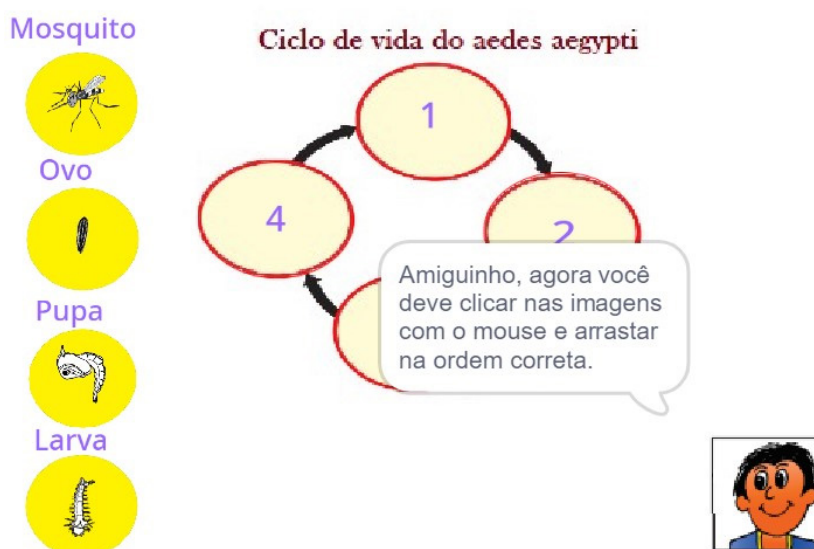 Mosquito
Ciclo de vida do aedes aegypti
1
Ovo
4
2
Amiguinho, agora você
deve clicar nas imagens
com o mouse e arrastar
na ordem correta.
Pupa
Larva